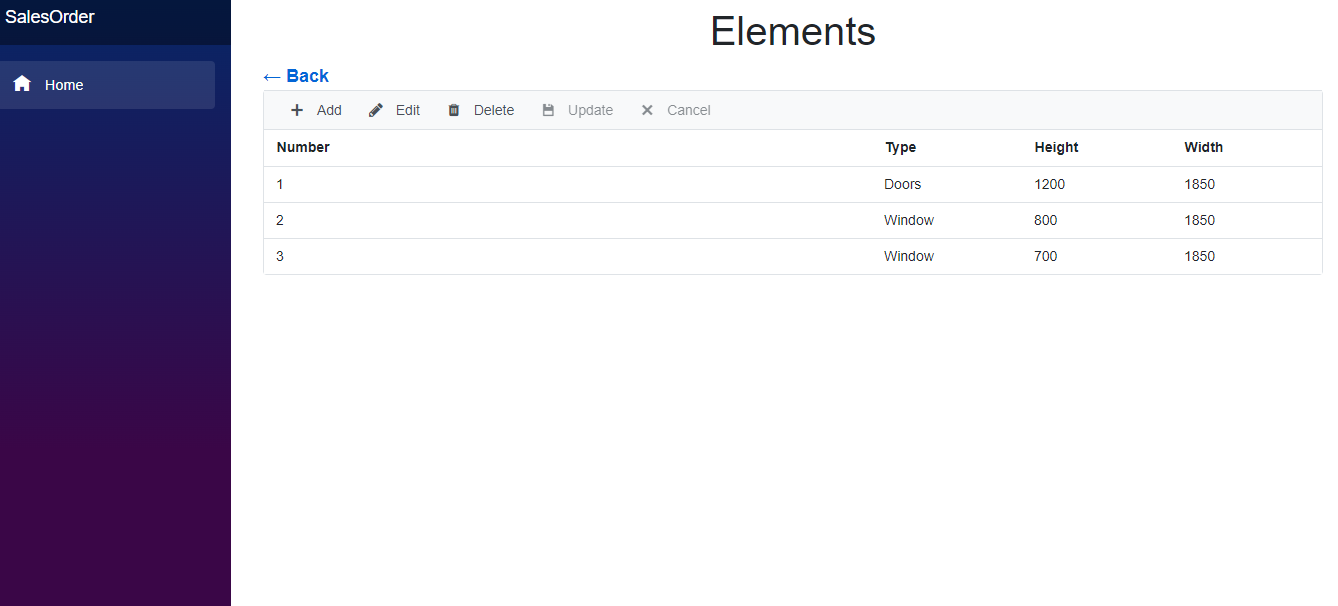 SalesOrder
Home
Elements
← Back
Add Edit Delete Update Cancel
Number Type Height Width
1 Doors 1200 1850
2 Window 800 1850
3 Window 700 1850